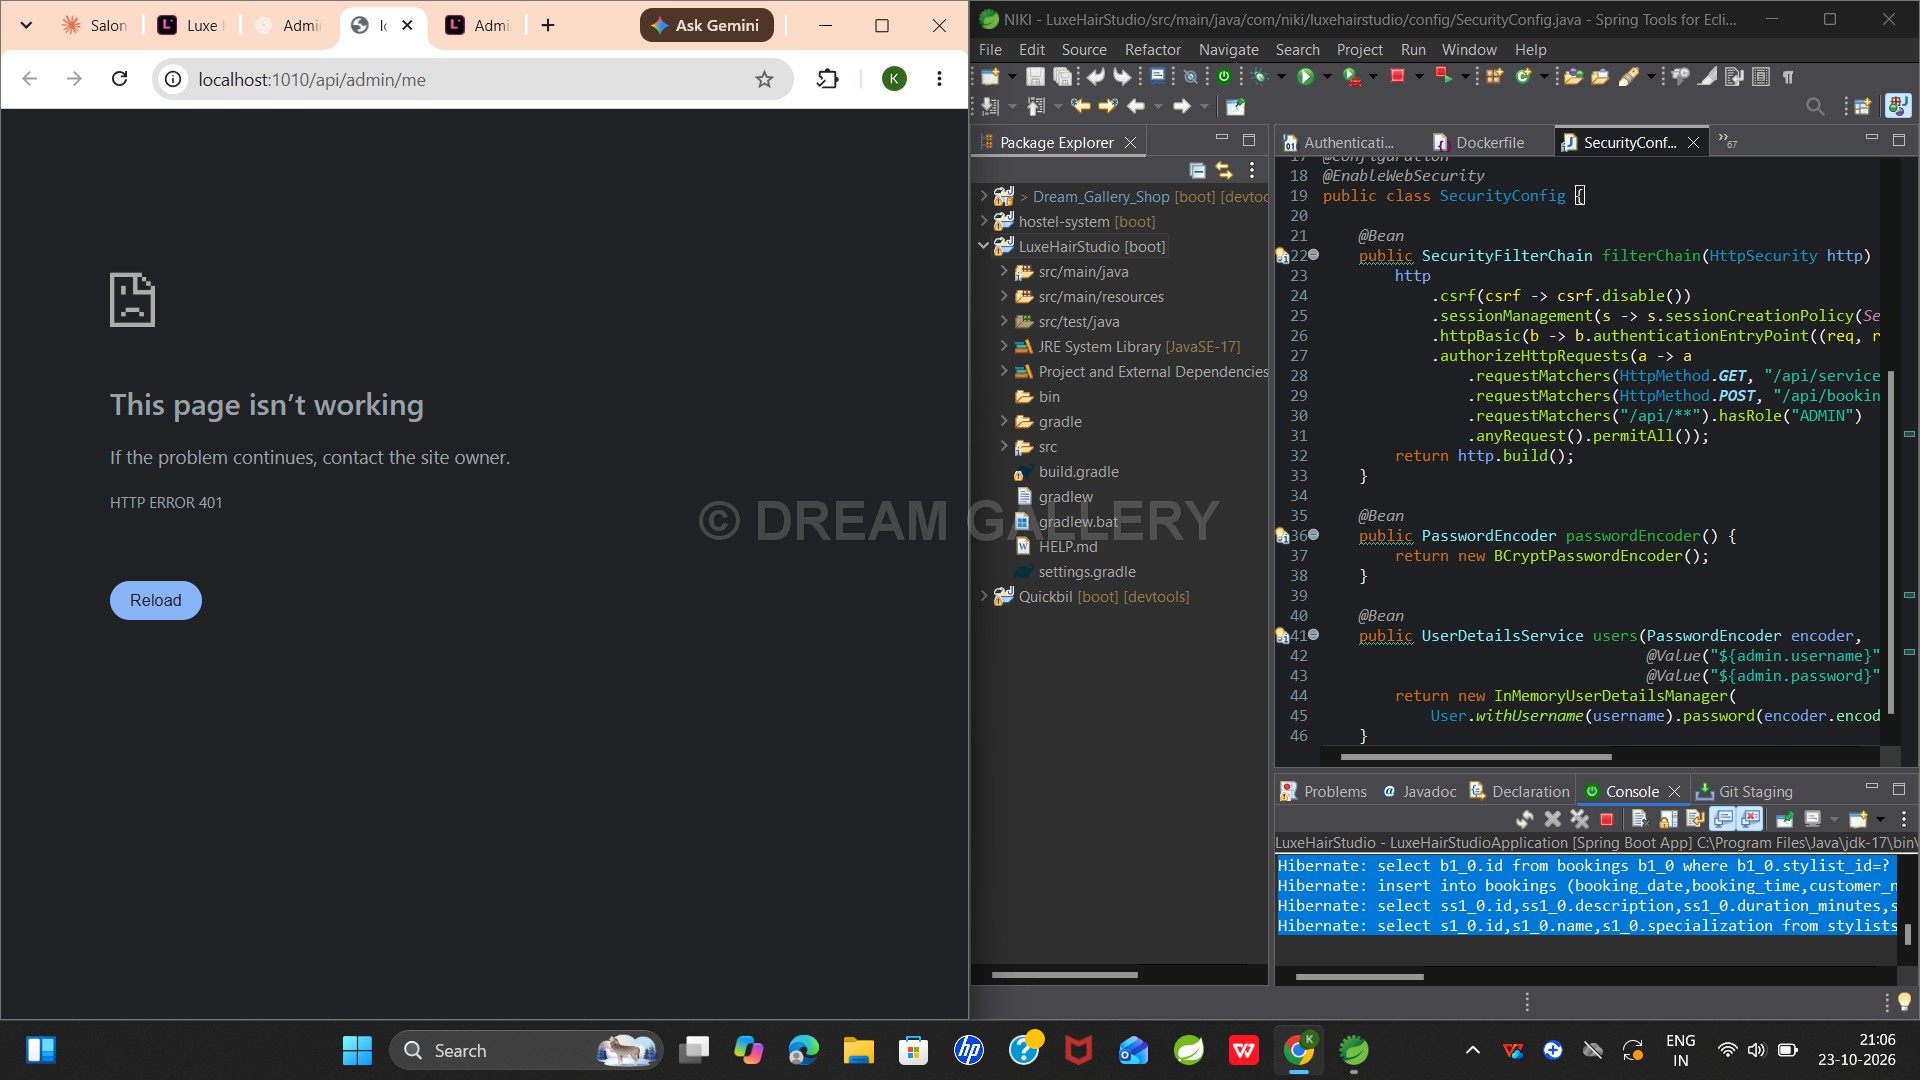 Salon
Luxe
Admi
Admi
Ask Gemini
localhost:1010/api/admin/me
K
This page isn't working
If the problem continues, contact the site owner.
HTTP ERROR 401
Reload
NIKI - LuxeHairStudio/src/main/java/com/niki/luxehairstudio/config/SecurityConfig.java - Spring Tools for Ecli...
File Edit Source Refactor Navigate Search Project Run Window Help
Package Explorer
> Dream_Gallery_Shop [boot] [devtoo
hostel-system [boot]
LuxeHairStudio [boot]
src/main/java
src/main/resources
src/test/java
JRE System Library [JavaSE-17]
Project and External Dependencies
bin
gradle
src
build.gradle
gradlew
gradlew.bat
HELP.md
settings.gradle
Quickbil [boot] [devtools]
Authenticati... Dockerfile SecurityConf... »67
17 @Configuration
18 @EnableWebSecurity
19 public class SecurityConfig {
20
21 @Bean
22 public SecurityFilterChain filterChain(HttpSecurity http)
23 http
24 .csrf(csrf -> csrf.disable())
25 .sessionManagement(s -> s.sessionCreationPolicy(Se
26 .httpBasic(b -> b.authenticationEntryPoint((req, r
27 .authorizeHttpRequests(a -> a
28 .requestMatchers(HttpMethod.GET, "/api/service
29 .requestMatchers(HttpMethod.POST, "/api/bookin
30 .requestMatchers("/api/**").hasRole("ADMIN")
31 .anyRequest().permitAll());
32 return http.build();
33 }
34
35 @Bean
36 public PasswordEncoder passwordEncoder() {
37 return new BCryptPasswordEncoder();
38 }
39
40 @Bean
41 public UserDetailsService users(PasswordEncoder encoder,
42 @Value("${admin.username}"
43 @Value("${admin.password}"
44 return new InMemoryUserDetailsManager(
45 User.withUsername(username).password(encoder.encod
46 }
Problems Javadoc Declaration Console Git Staging
LuxeHairStudio - LuxeHairStudioApplication [Spring Boot App] C:\Program Files\Java\jdk-17\bin\
Hibernate: select b1_0.id from bookings b1_0 where b1_0.stylist_id=?
Hibernate: insert into bookings (booking_date,booking_time,customer_n
Hibernate: select ss1_0.id,ss1_0.description,ss1_0.duration_minutes,s
Hibernate: select s1_0.id,s1_0.name,s1_0.specialization from stylists
© DREAM GALLERY
Search
ENG
IN
21:06
23-10-2026